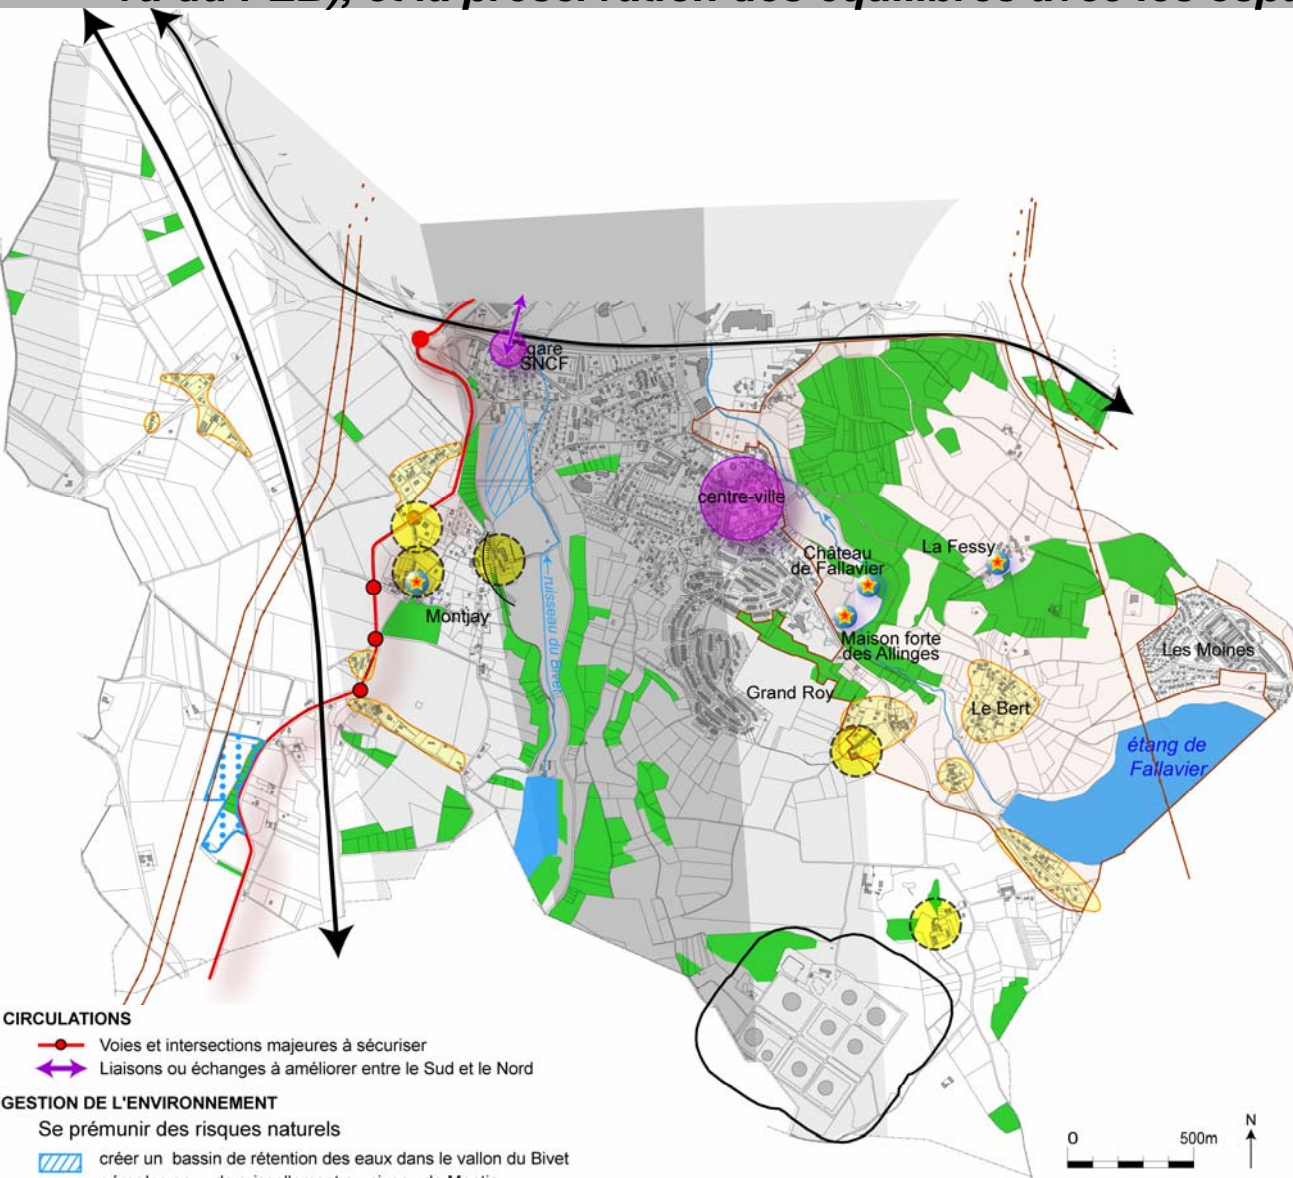 gare
SNCF
centre-ville
Château
de Fallavier
La Fessy
Montjay
ruisseau du Bivet
Maison forte
des Allinges
Les Moines
Grand Roy
Le Bert
étang de
Fallavier
CIRCULATIONS
Voies et intersections majeures à sécuriser
Liaisons ou échanges à améliorer entre le Sud et le Nord
GESTION DE L'ENVIRONNEMENT
Se prémunir des risques naturels
créer un bassin de rétention des eaux dans le vallon du Bivet
0 500m
N